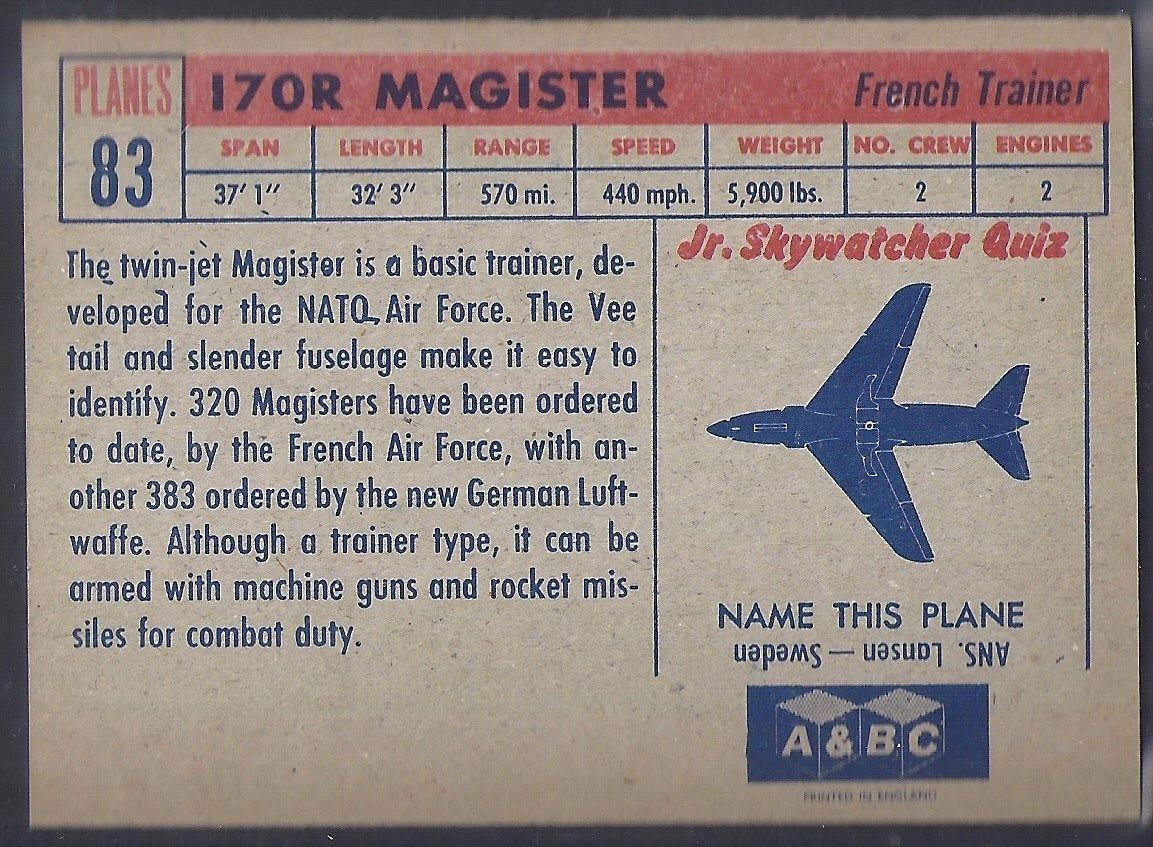 PLANES
83
170R MAGISTER
French Trainer
SPAN LENGTH RANGE SPEED WEIGHT NO. CREW ENGINES
37' 1" 32' 3" 570 mi. 440 mph. 5,900 lbs. 2 2
The twin-jet Magister is a basic trainer, de-
veloped for the NATO Air Force. The Vee
tail and slender fuselage make it easy to
identify. 320 Magisters have been ordered
to date, by the French Air Force, with an-
other 383 ordered by the new German Luft-
waffe. Although a trainer type, it can be
armed with machine guns and rocket mis-
siles for combat duty.
Jr. Skywatcher Quiz
NAME THIS PLANE
ANS. Lansen — Sweden
A & B C
PRINTED IN ENGLAND